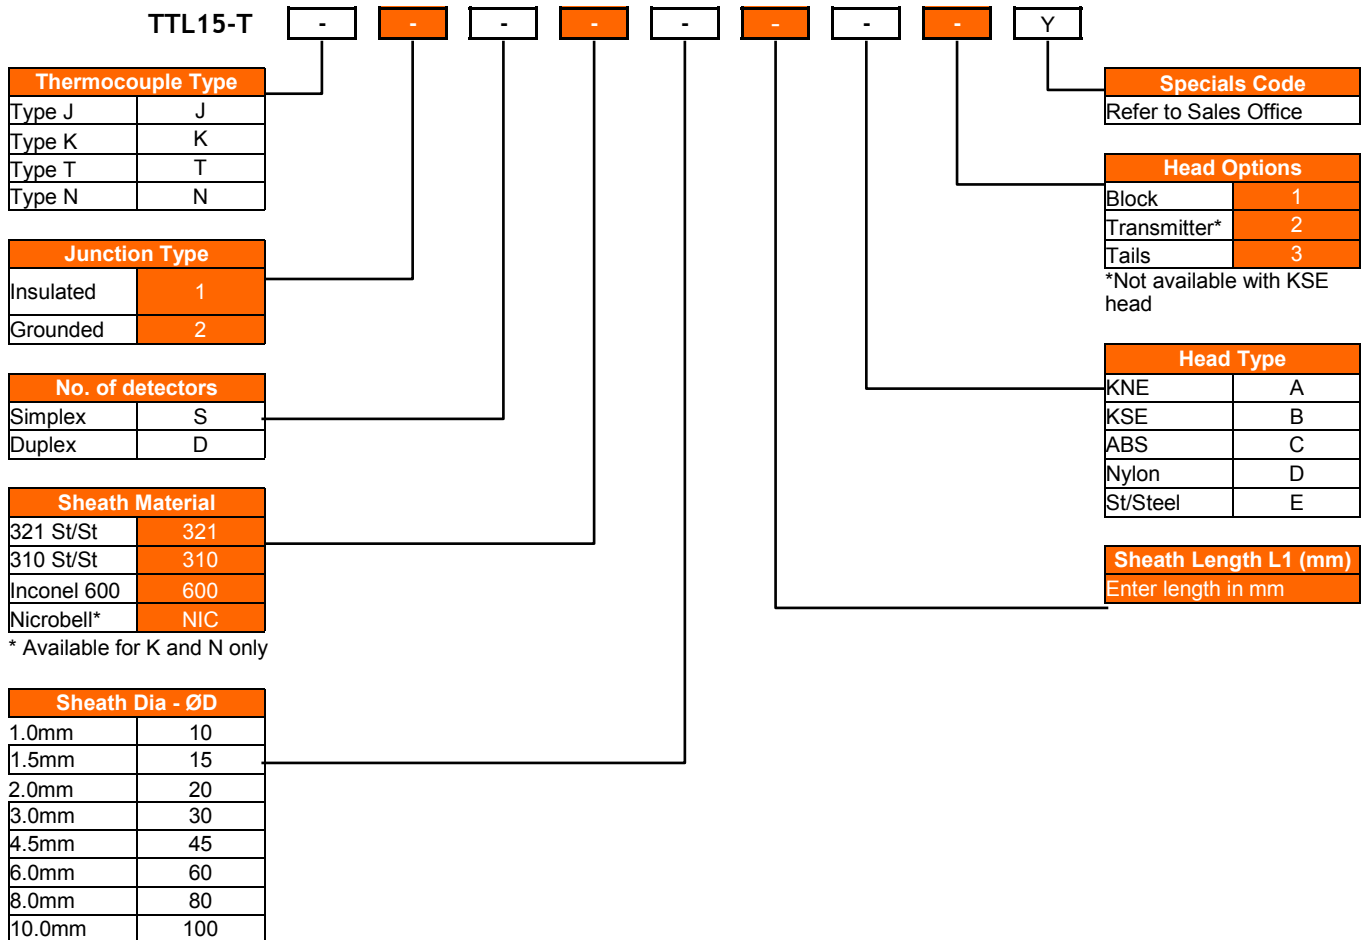 TTL15-T - - - - - - - - Y
Thermocouple Type
Type J J
Type K K
Type T T
Type N N
Junction Type
Insulated 1
Grounded 2
No. of detectors
Simplex S
Duplex D
Sheath Material
321 St/St 321
310 St/St 310
Inconel 600 600
Nicrobell* NIC
* Available for K and N only
Sheath Dia - ØD
1.0mm 10
1.5mm 15
2.0mm 20
3.0mm 30
4.5mm 45
6.0mm 60
8.0mm 80
10.0mm 100
Specials Code
Refer to Sales Office
Head Options
Block 1
Transmitter* 2
Tails 3
*Not available with KSE
head
Head Type
KNE A
KSE B
ABS C
Nylon D
St/Steel E
Sheath Length L1 (mm)
Enter length in mm